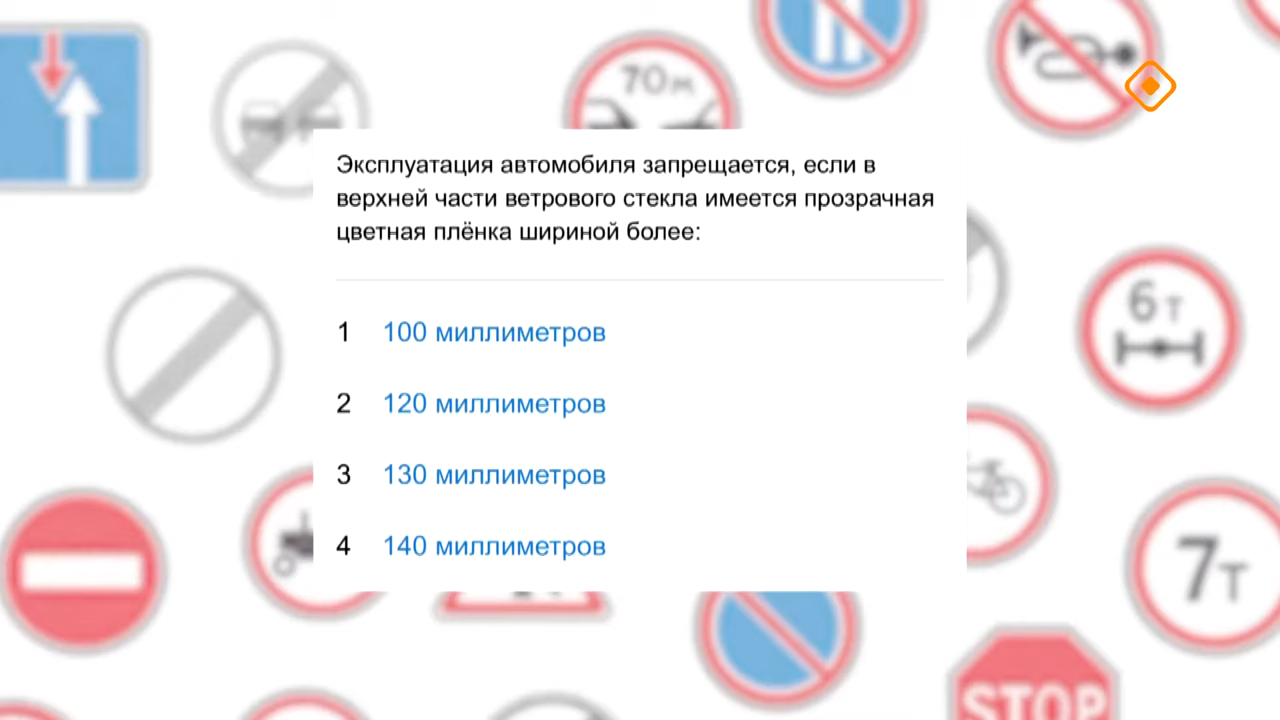 70м
Эксплуатация автомобиля запрещается, если в
верхней части ветрового стекла имеется прозрачная
цветная плёнка шириной более:
1 100 миллиметров
2 120 миллиметров
3 130 миллиметров
4 140 миллиметров
6т
7т
STOP